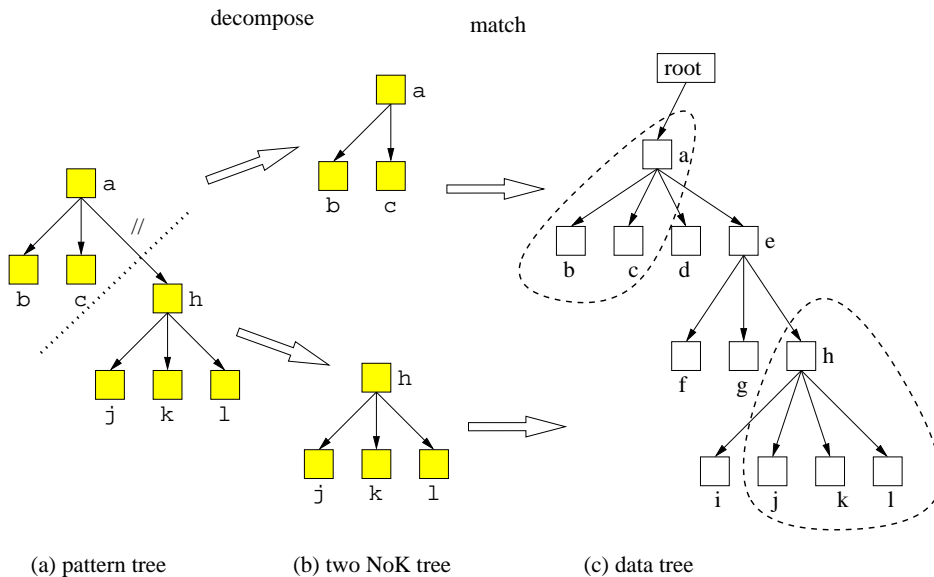 decompose
match
root
a
a
a
b c
//
b c
b c d e
h
h
f g h
j k l
j k l
i j k l
(a) pattern tree
(b) two NoK tree
(c) data tree